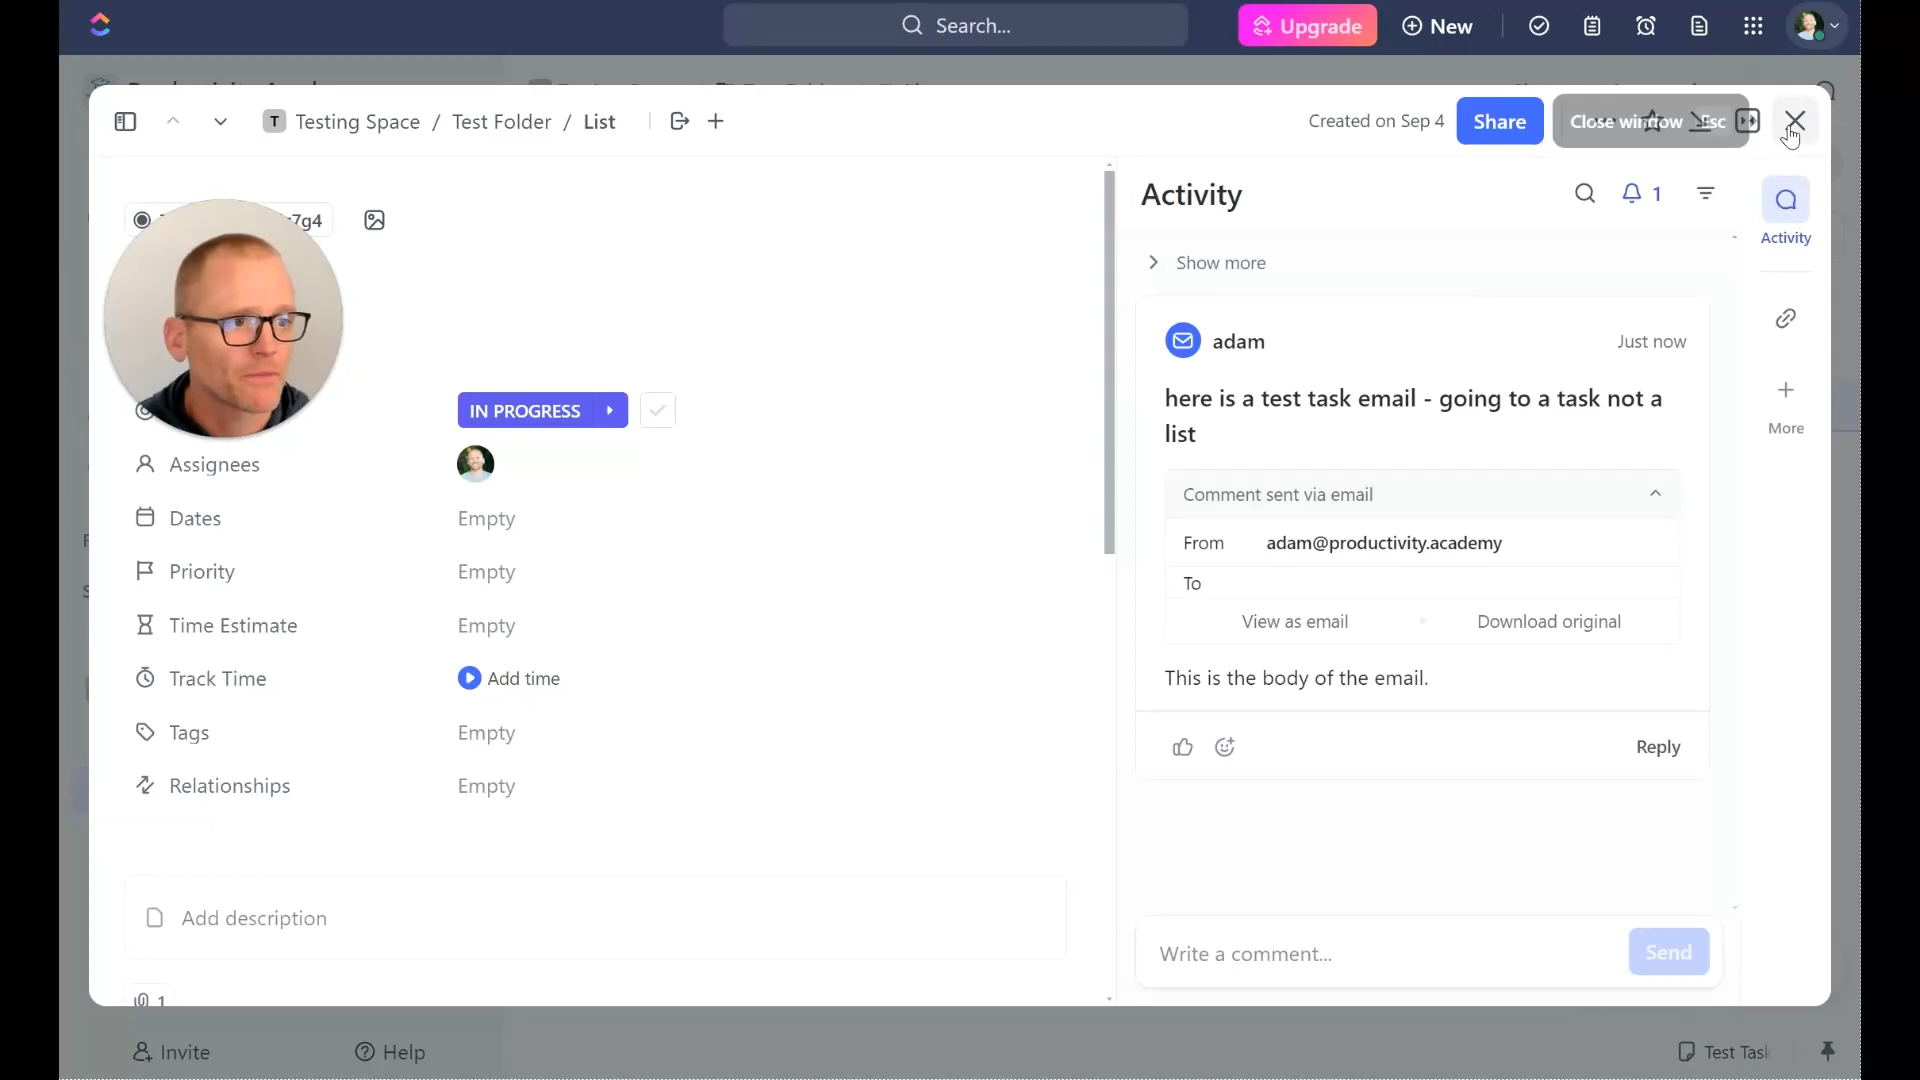 Search...
Upgrade
New
Testing Space / Test Folder / List
Created on Sep 4
Share
Close window
Esc
7g4
Activity
1
Activity
Show more
adam
Just now
here is a test task email - going to a task not a
list
More
IN PROGRESS
Assignees
Comment sent via email
Dates
Empty
From
adam@productivity.academy
Priority
Empty
To
Time Estimate
Empty
View as email
Download original
Track Time
Add time
This is the body of the email.
Tags
Empty
Reply
Relationships
Empty
Add description
Write a comment...
Send
1
Invite
Help
Test Task